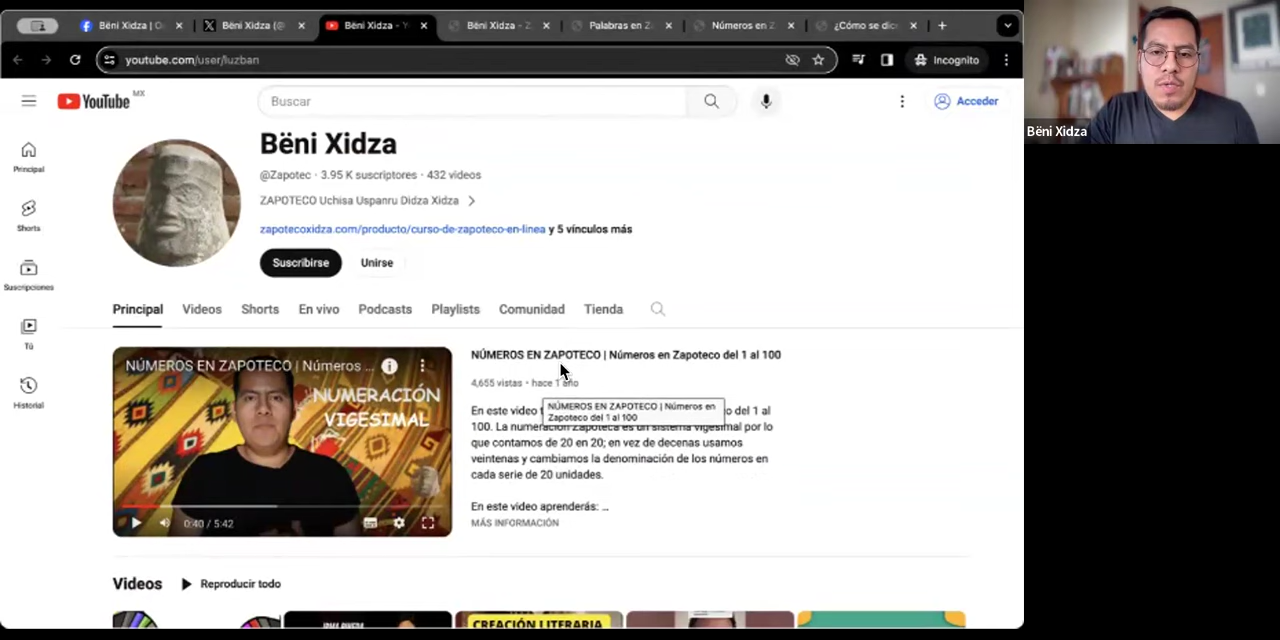 Bëni Xidza | O
Bëni Xidza (@
Bëni Xidza - Y
Bëni Xidza - Z
Palabras en Z
Números en Z
¿Cómo se dic
youtube.com/user/luzban
Incognito
YouTube MX
Buscar
Acceder
Bëni Xidza
Principal
Shorts
Suscripciones
Tú
Historial
Bëni Xidza
@Zapotec · 3.95 K suscriptores · 432 videos
ZAPOTECO Uchisa Uspanru Didza Xidza
zapotecoxidza.com/producto/curso-de-zapoteco-en-linea y 5 vínculos más
Suscribirse
Unirse
Principal Videos Shorts En vivo Podcasts Playlists Comunidad Tienda
NÚMEROS EN ZAPOTECO | Números ...
NUMERACIÓN
VIGESIMAL
0:40 / 5:42
NÚMEROS EN ZAPOTECO | Números en Zapoteco del 1 al 100
4,655 vistas · hace 1 año
NÚMEROS EN ZAPOTECO | Números en
Zapoteco del 1 al 100
En este video o del 1 al
100. La numeración Zapoteca es un sistema vigesimal por lo
que contamos de 20 en 20; en vez de decenas usamos
veintenas y cambiamos la denominación de los números en
cada serie de 20 unidades.
En este video aprenderás: ...
MÁS INFORMACIÓN
Videos
Reproducir todo
CREACIÓN LITERARIA